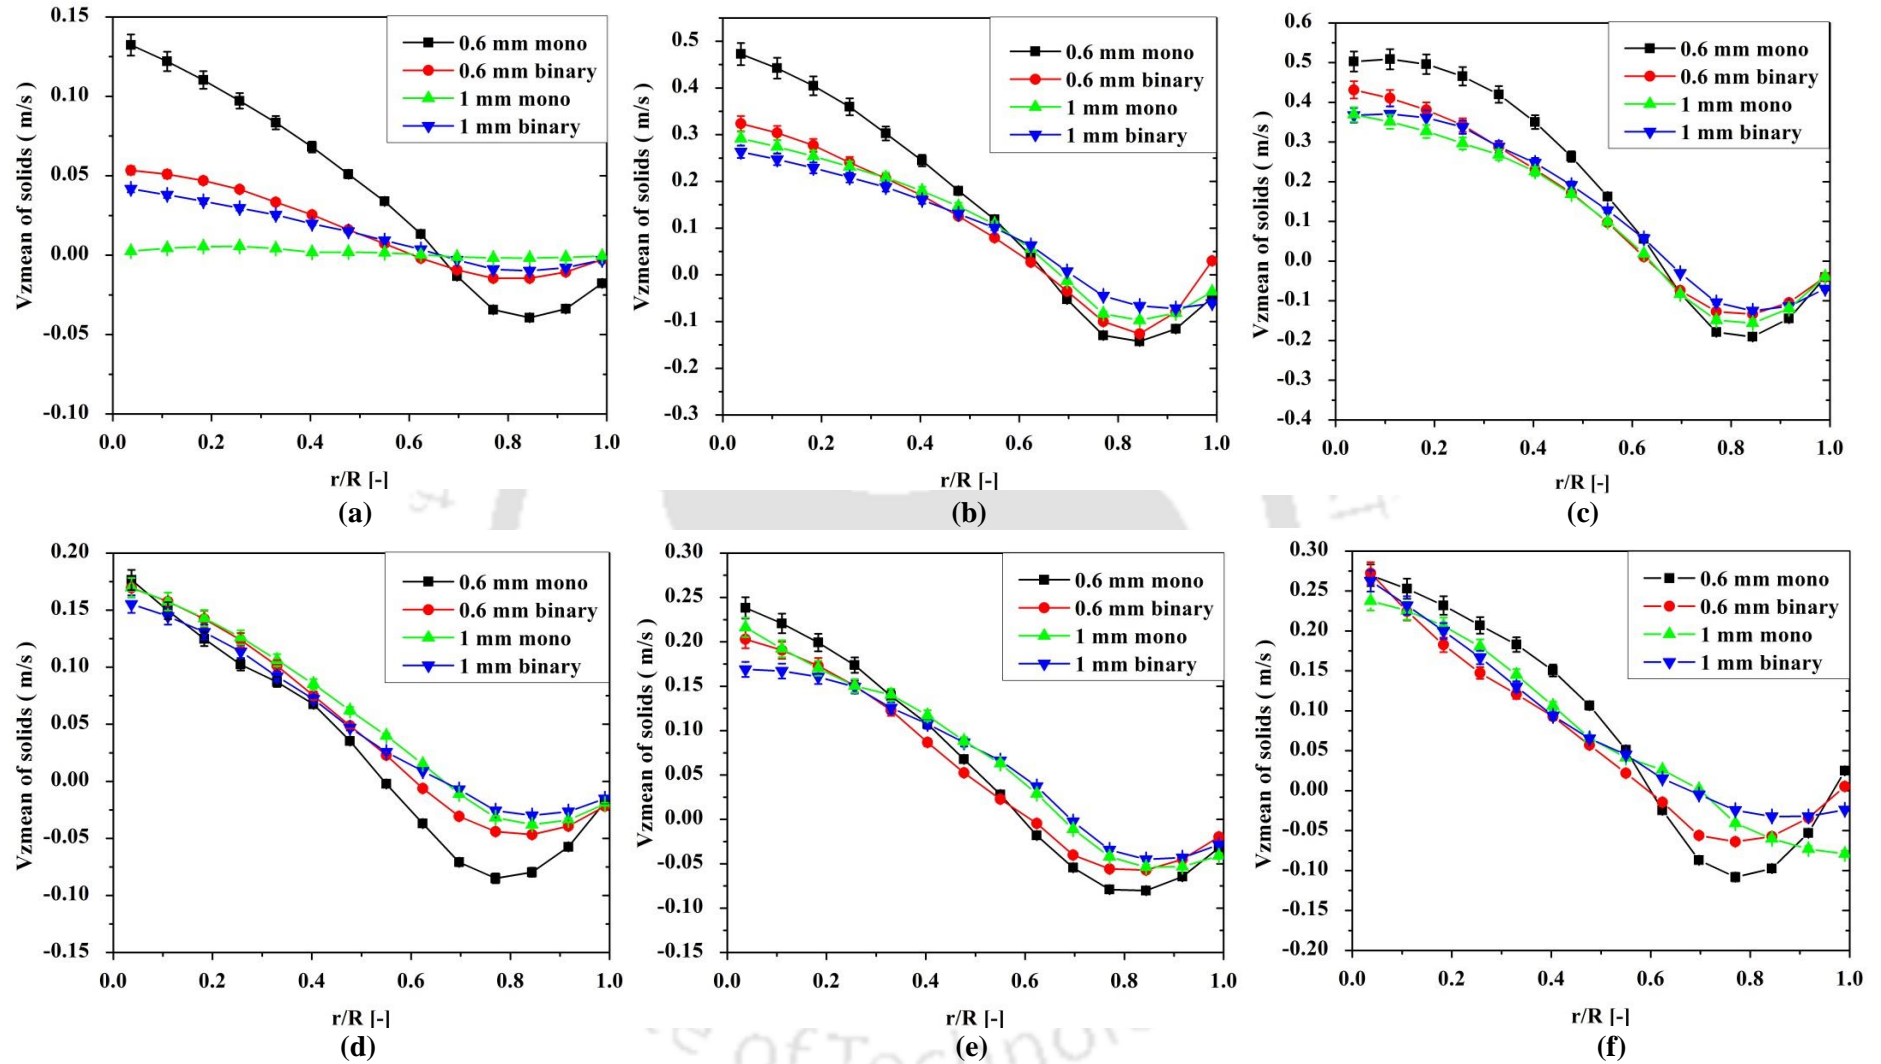 0.15
0.10
0.05
0.00
-0.05
-0.10
Vzmean of solids ( m/s )
0.6 mm mono
0.6 mm binary
1 mm mono
1 mm binary
0.0 0.2 0.4 0.6 0.8 1.0
r/R [-]
(a)
0.5
0.4
0.3
0.2
0.1
0.0
-0.1
-0.2
-0.3
Vzmean of solids ( m/s )
0.6 mm mono
0.6 mm binary
1 mm mono
1 mm binary
0.0 0.2 0.4 0.6 0.8 1.0
r/R [-]
(b)
0.6
0.5
0.4
0.3
0.2
0.1
0.0
-0.1
-0.2
-0.3
-0.4
Vzmean of solids ( m/s )
0.6 mm mono
0.6 mm binary
1 mm mono
1 mm binary
0.0 0.2 0.4 0.6 0.8 1.0
r/R [-]
(c)
0.20
0.15
0.10
0.05
0.00
-0.05
-0.10
-0.15
Vzmean of solids ( m/s )
0.6 mm mono
0.6 mm binary
1 mm mono
1 mm binary
0.0 0.2 0.4 0.6 0.8 1.0
r/R [-]
(d)
0.30
0.25
0.20
0.15
0.10
0.05
0.00
-0.05
-0.10
-0.15
Vzmean of solids ( m/s )
0.6 mm mono
0.6 mm binary
1 mm mono
1 mm binary
0.0 0.2 0.4 0.6 0.8 1.0
r/R [-]
(e)
0.30
0.25
0.20
0.15
0.10
0.05
0.00
-0.05
-0.10
-0.15
-0.20
Vzmean of solids ( m/s )
0.6 mm mono
0.6 mm binary
1 mm mono
1 mm binary
0.0 0.2 0.4 0.6 0.8 1.0
r/R [-]
(f)
of